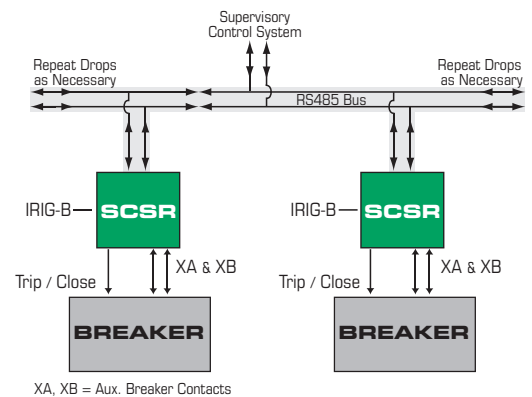 Supervisory
Control System
Repeat Drops
as Necessary
Repeat Drops
as Necessary
RS485 Bus
IRIG-B
SCSR
IRIG-B
SCSR
XA & XB
Trip / Close
XA & XB
Trip / Close
BREAKER
BREAKER
XA, XB = Aux. Breaker Contacts